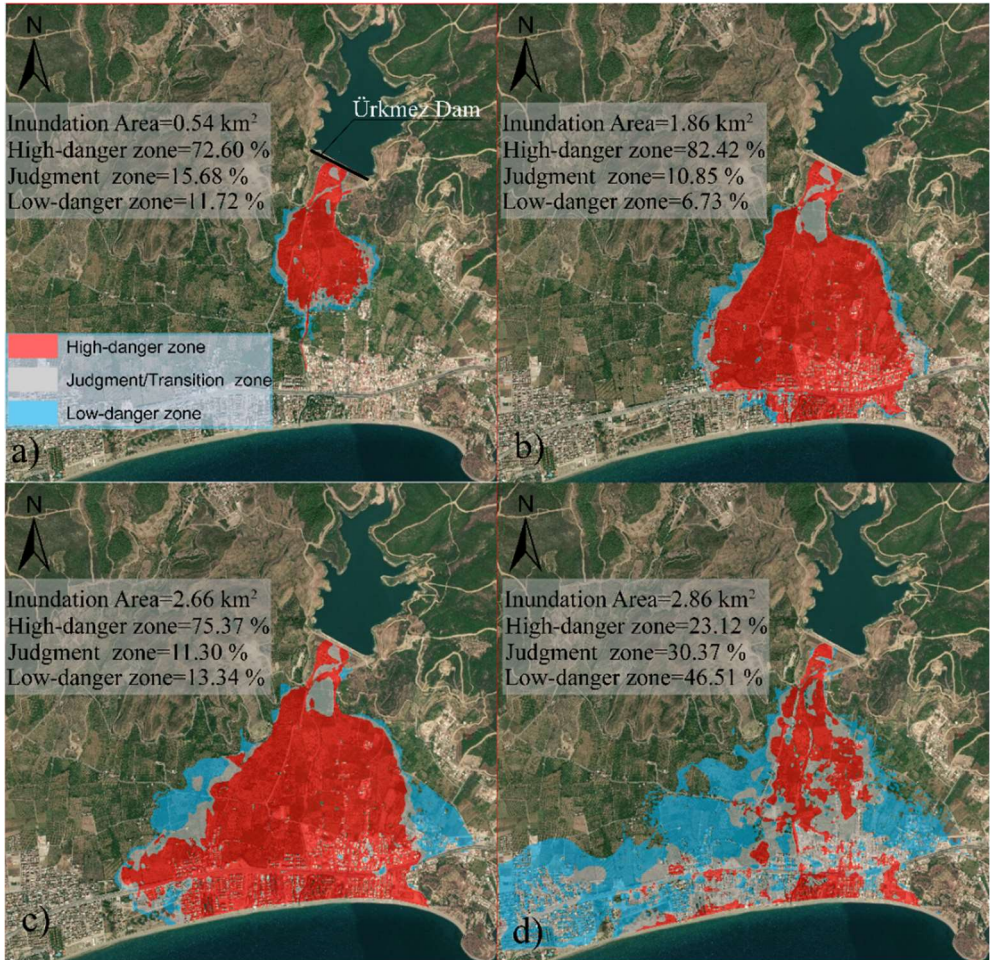 N
Ürkmez Dam
Inundation Area=0.54 km²
High-danger zone=72.60 %
Judgment zone=15.68 %
Low-danger zone=11.72 %
High-danger zone
Judgment/Transition zone
Low-danger zone
a)
N
Inundation Area=1.86 km²
High-danger zone=82.42 %
Judgment zone=10.85 %
Low-danger zone=6.73 %
b)
N
Inundation Area=2.66 km²
High-danger zone=75.37 %
Judgment zone=11.30 %
Low-danger zone=13.34 %
c)
N
Inundation Area=2.86 km²
High-danger zone=23.12%
Judgment zone=30.37 %
Low-danger zone=46.51 %
d)